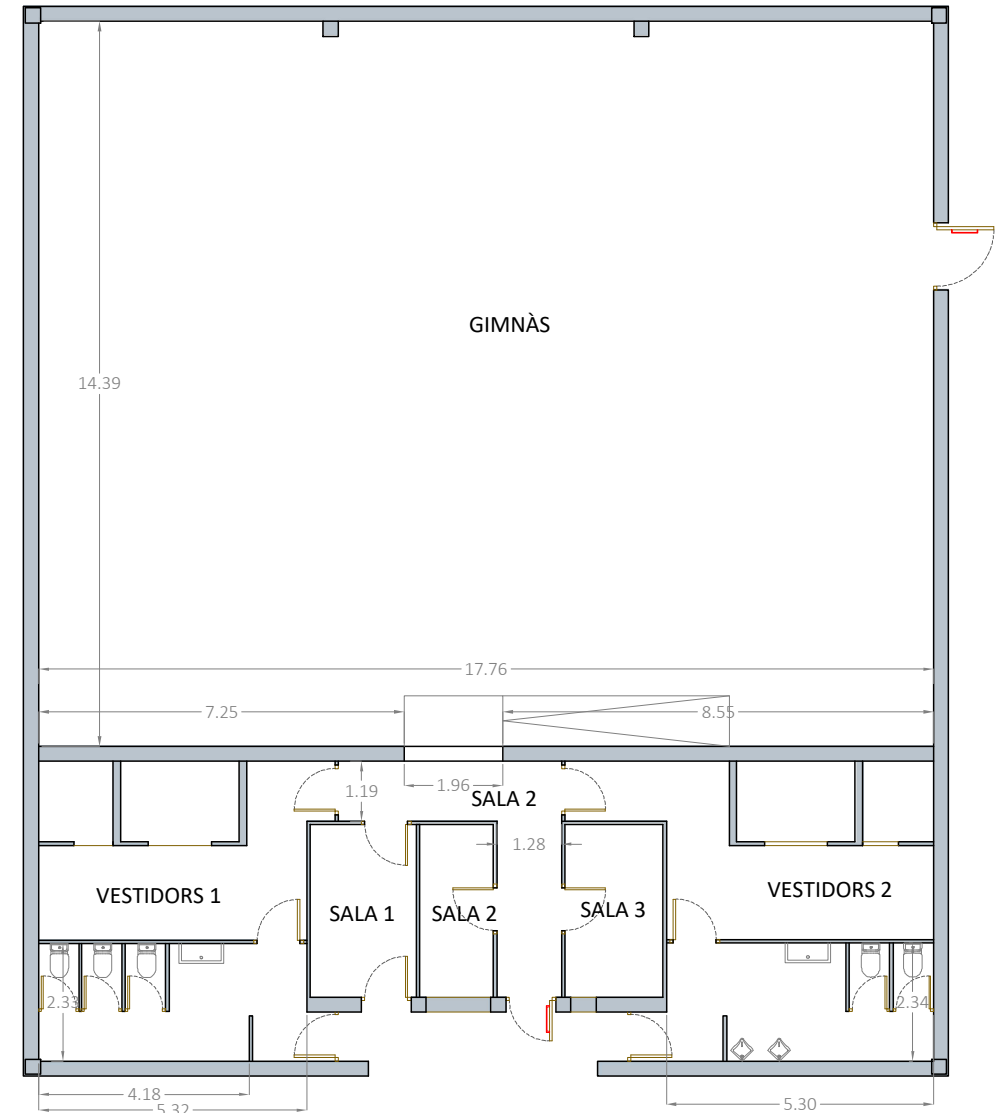 GIMNÀS
14.39
17.76
7.25
8.55
1.96
1.19
SALA 2
1.28
VESTIDORS 1
VESTIDORS 2
SALA 1
SALA 2
SALA 3
2.33
2.34
4.18
5.32
5.30